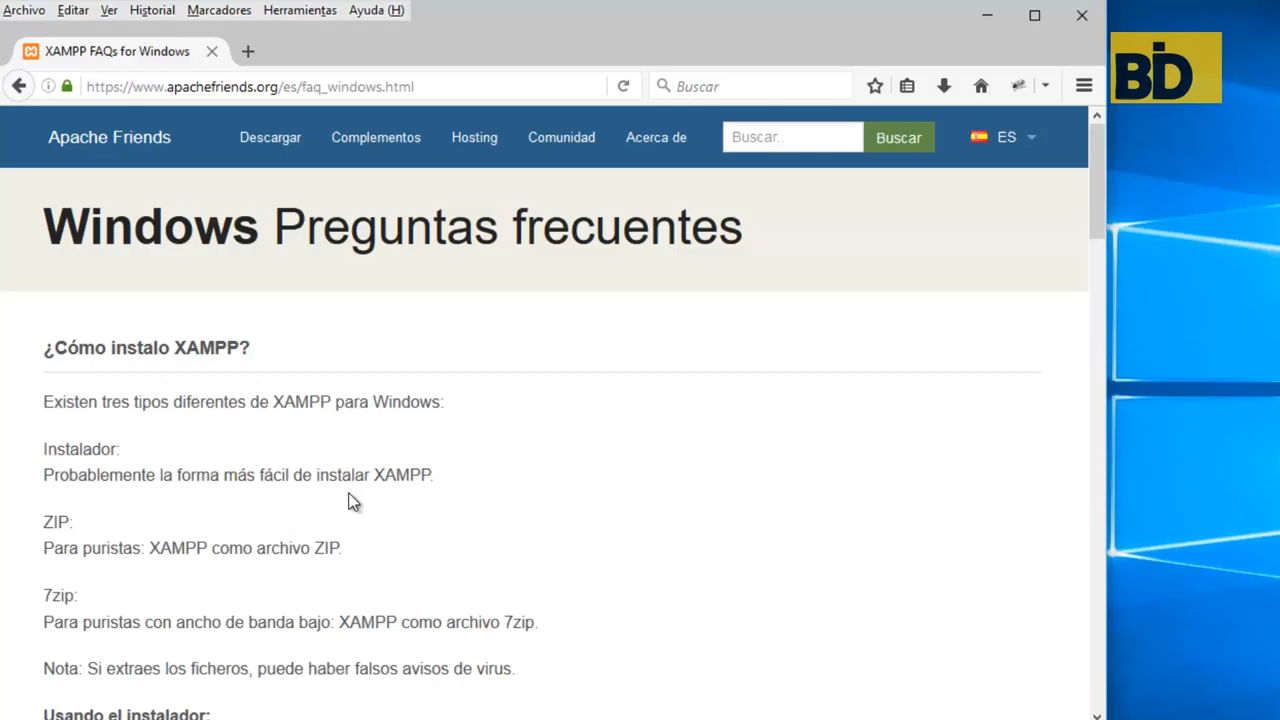 Archivo Editar Ver Historial Marcadores Herramientas Ayuda (H)
XAMPP FAQs for Windows
https://www.apachefriends.org/es/faq_windows.html
Buscar
BID
Apache Friends Descargar Complementos Hosting Comunidad Acerca de Buscar.. Buscar ES
Windows Preguntas frecuentes
¿Cómo instalo XAMPP?
Existen tres tipos diferentes de XAMPP para Windows:
Instalador:
Probablemente la forma más fácil de instalar XAMPP.
ZIP:
Para puristas: XAMPP como archivo ZIP.
7zip:
Para puristas con ancho de banda bajo: XAMPP como archivo 7zip.
Nota: Si extraes los ficheros, puede haber falsos avisos de virus.
Usando el instalador: